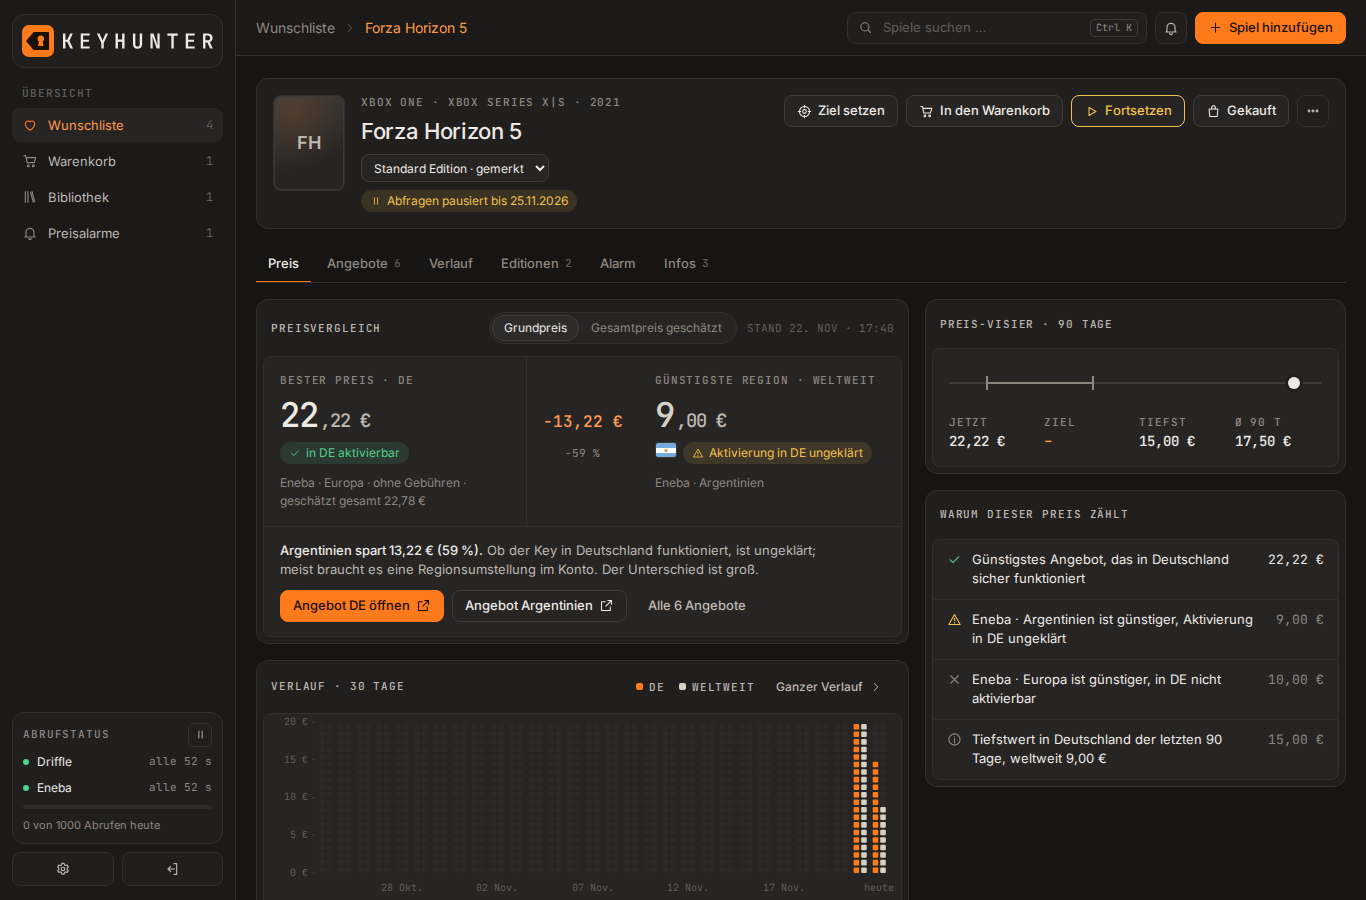 KEYHUNTER
ÜBERSICHT
Wunschliste 4
Warenkorb 1
Bibliothek 1
Preisalarme 1
ABRUFSTATUS
Driffle alle 52 s
Eneba alle 52 s
0 von 1000 Abrufen heute
Wunschliste Forza Horizon 5
Spiele suchen ... Ctrl K
Spiel hinzufügen
FH
XBOX ONE · XBOX SERIES X|S · 2021
Forza Horizon 5
Standard Edition · gemerkt
Abfragen pausiert bis 25.11.2026
Ziel setzen
In den Warenkorb
Fortsetzen
Gekauft
Preis
Angebote 6
Verlauf
Editionen 2
Alarm
Infos 3
PREISVERGLEICH
Grundpreis
Gesamtpreis geschätzt
STAND 22. NOV · 17:40
BESTER PREIS · DE
22,22 €
in DE aktivierbar
Eneba · Europa · ohne Gebühren ·
geschätzt gesamt 22,78 €
-13,22 €
-59 %
GÜNSTIGSTE REGION · WELTWEIT
9,00 €
Aktivierung in DE ungeklärt
Eneba · Argentinien
Argentinien spart 13,22 € (59 %). Ob der Key in Deutschland funktioniert, ist ungeklärt;
meist braucht es eine Regionsumstellung im Konto. Der Unterschied ist groß.
Angebot DE öffnen
Angebot Argentinien
Alle 6 Angebote
VERLAUF · 30 TAGE
DE
WELTWEIT
Ganzer Verlauf
20 €
15 €
10 €
5 €
0 €
28 Okt.
02 Nov.
07 Nov.
12 Nov.
17 Nov.
heute
PREIS-VISIER · 90 TAGE
JETZT ZIEL TIEFST Ø 90 T
22,22 € – 15,00 € 17,50 €
WARUM DIESER PREIS ZÄHLT
Günstigstes Angebot, das in Deutschland 22,22 €
sicher funktioniert
Eneba · Argentinien ist günstiger, Aktivierung 9,00 €
in DE ungeklärt
Eneba · Europa ist günstiger, in DE nicht 10,00 €
aktivierbar
Tiefstwert in Deutschland der letzten 90 15,00 €
Tage, weltweit 9,00 €